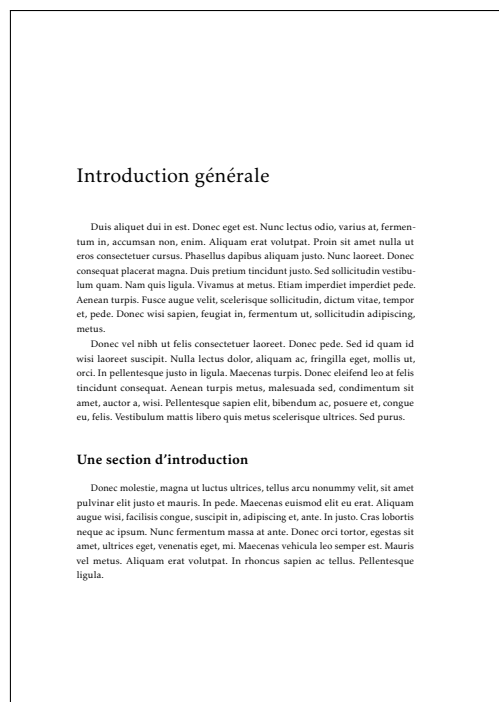 Introduction générale
Duis aliquet dui in est. Donec eget est. Nunc lectus odio, varius at, fermen-
tum in, accumsan non, enim. Aliquam erat volutpat. Proin sit amet nulla ut
eros consectetuer cursus. Phasellus dapibus aliquam justo. Nunc laoreet. Donec
consequat placerat magna. Duis pretium tincidunt justo. Sed sollicitudin vestibu-
lum quam. Nam quis ligula. Vivamus at metus. Etiam imperdiet imperdiet pede.
Aenean turpis. Fusce augue velit, scelerisque sollicitudin, dictum vitae, tempor
et, pede. Donec wisi sapien, feugiat in, fermentum ut, sollicitudin adipiscing,
metus.
Donec vel nibh ut felis consectetuer laoreet. Donec pede. Sed id quam id
wisi laoreet suscipit. Nulla lectus dolor, aliquam ac, fringilla eget, mollis ut,
orci. In pellentesque justo in ligula. Maecenas turpis. Donec eleifend leo at felis
tincidunt consequat. Aenean turpis metus, malesuada sed, condimentum sit
amet, auctor a, wisi. Pellentesque sapien elit, bibendum ac, posuere et, congue
eu, felis. Vestibulum mattis libero quis metus scelerisque ultrices. Sed purus.
Une section d'introduction
Donec molestie, magna ut luctus ultrices, tellus arcu nonummy velit, sit amet
pulvinar elit justo et mauris. In pede. Maecenas euismod elit eu erat. Aliquam
augue wisi, facilisis congue, suscipit in, adipiscing et, ante. In justo. Cras lobortis
neque ac ipsum. Nunc fermentum massa at ante. Donec orci tortor, egestas sit
amet, ultrices eget, venenatis eget, mi. Maecenas vehicula leo semper est. Mauris
vel metus. Aliquam erat volutpat. In rhoncus sapien ac tellus. Pellentesque
ligula.